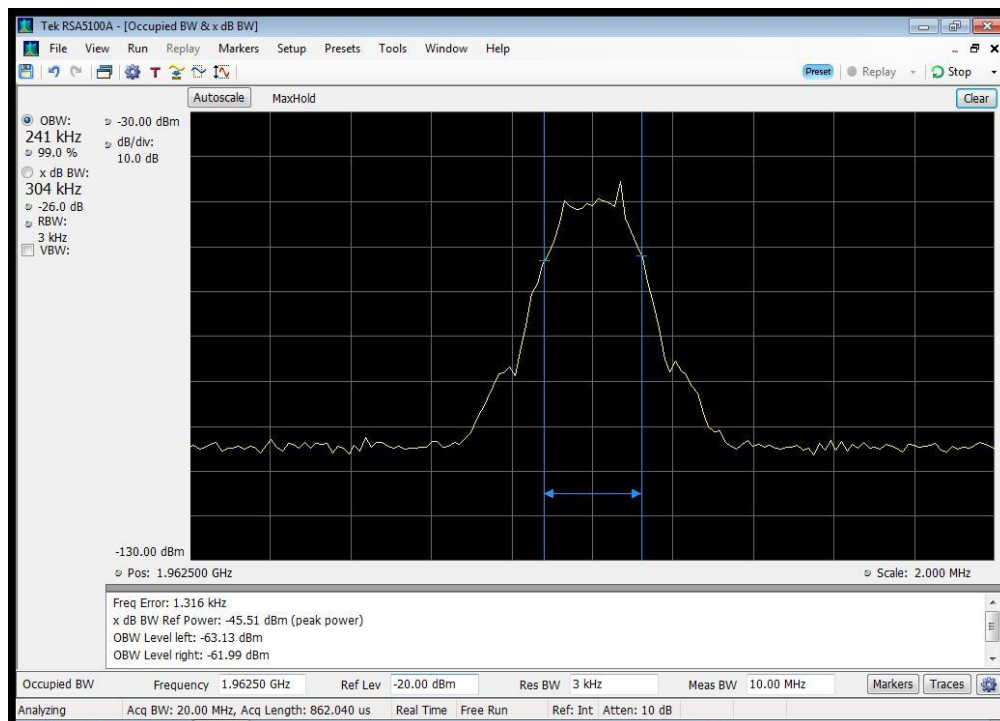 Tek RSA5100A - [Occupied BW & x dB BW]
File View Run Replay Markers Setup Presets Tools Window Help
T Preset Replay Stop
Autoscale MaxHold Clear
OBW:
241 kHz
99.0 %
x dB BW:
304 kHz
-26.0 dB
RBW:
3 kHz
VBW:
-30.00 dBm
dB/div:
10.0 dB
-130.00 dBm
Pos: 1.962500 GHz Scale: 2.000 MHz
Freq Error: 1.316 kHz
x dB BW Ref Power: -45.51 dBm (peak power)
OBW Level left: -63.13 dBm
OBW Level right: -61.99 dBm
Occupied BW Frequency 1.96250 GHz Ref Lev -20.00 dBm Res BW 3 kHz Meas BW 10.00 MHz Markers Traces
Analyzing Acq BW: 20.00 MHz, Acq Length: 862.040 us Real Time Free Run Ref: Int Atten: 10 dB